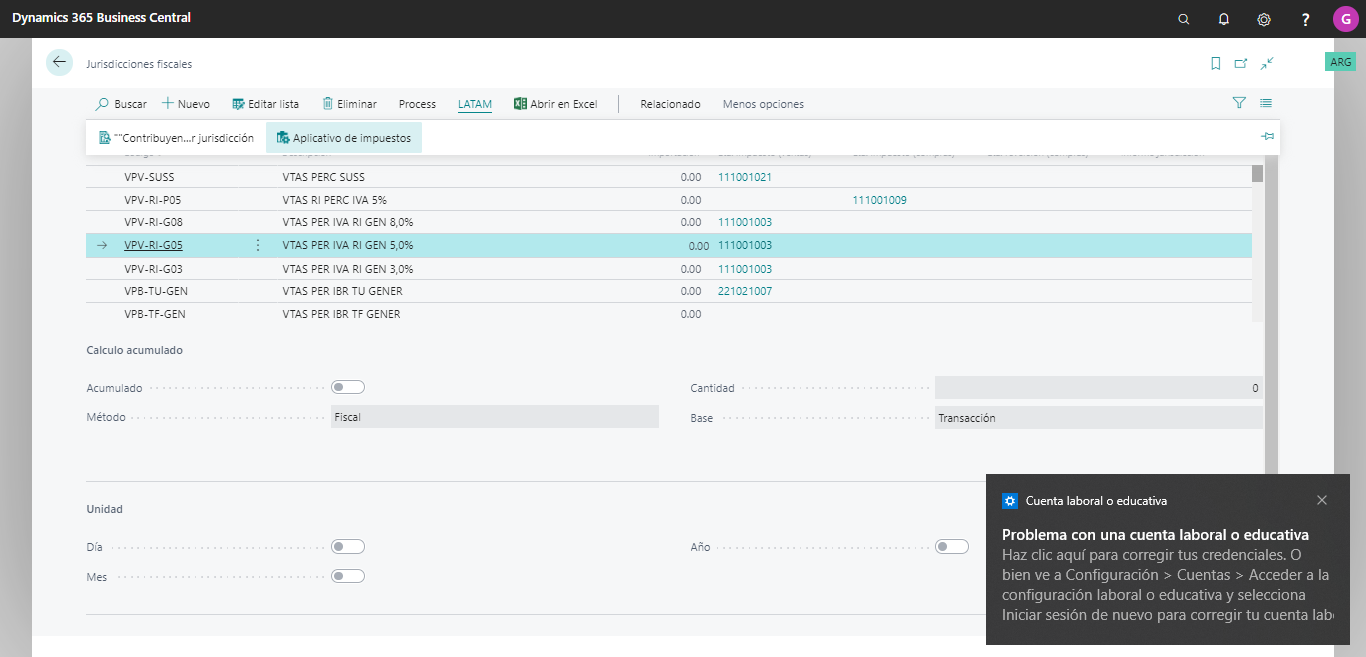 Dynamics 365 Business Central
?
G
Jurisdicciones fiscales
ARG
Buscar Nuevo Editar lista Eliminar Process LATAM Abrir en Excel Relacionado Menos opciones
""Contribuyen...r jurisdicción Aplicativo de impuestos
VPV-SUSS VTAS PERC SUSS 0.00 111001021
VPV-RI-P05 VTAS RI PERC IVA 5% 0.00 111001009
VPV-RI-G08 VTAS PER IVA RI GEN 8,0% 0.00 111001003
VPV-RI-G05 VTAS PER IVA RI GEN 5,0% 0.00 111001003
VPV-RI-G03 VTAS PER IVA RI GEN 3,0% 0.00 111001003
VPB-TU-GEN VTAS PER IBR TU GENER 0.00 221021007
VPB-TF-GEN VTAS PER IBR TF GENER 0.00
Calculo acumulado
Acumulado
Cantidad 0
Método Fiscal
Base Transacción
Unidad
Día
Año
Mes
Cuenta laboral o educativa
Problema con una cuenta laboral o educativa
Haz clic aquí para corregir tus credenciales. O
bien ve a Configuración > Cuentas > Acceder a la
configuración laboral o educativa y selecciona
Iniciar sesión de nuevo para corregir tu cuenta lab